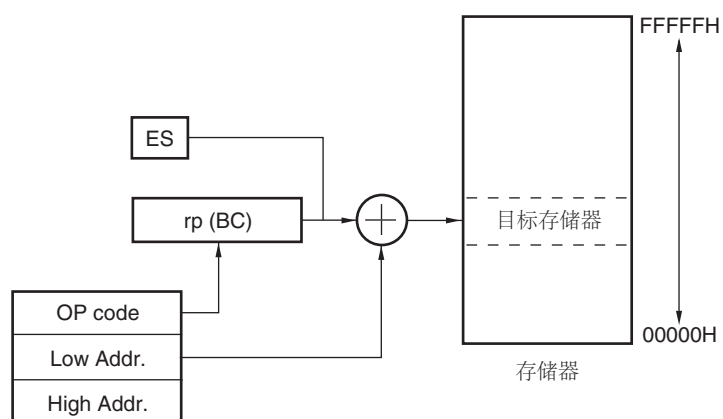 FFFFFH
ES
rp (BC)
目标存储器
OP code
Low Addr.
High Addr.
00000H
存储器